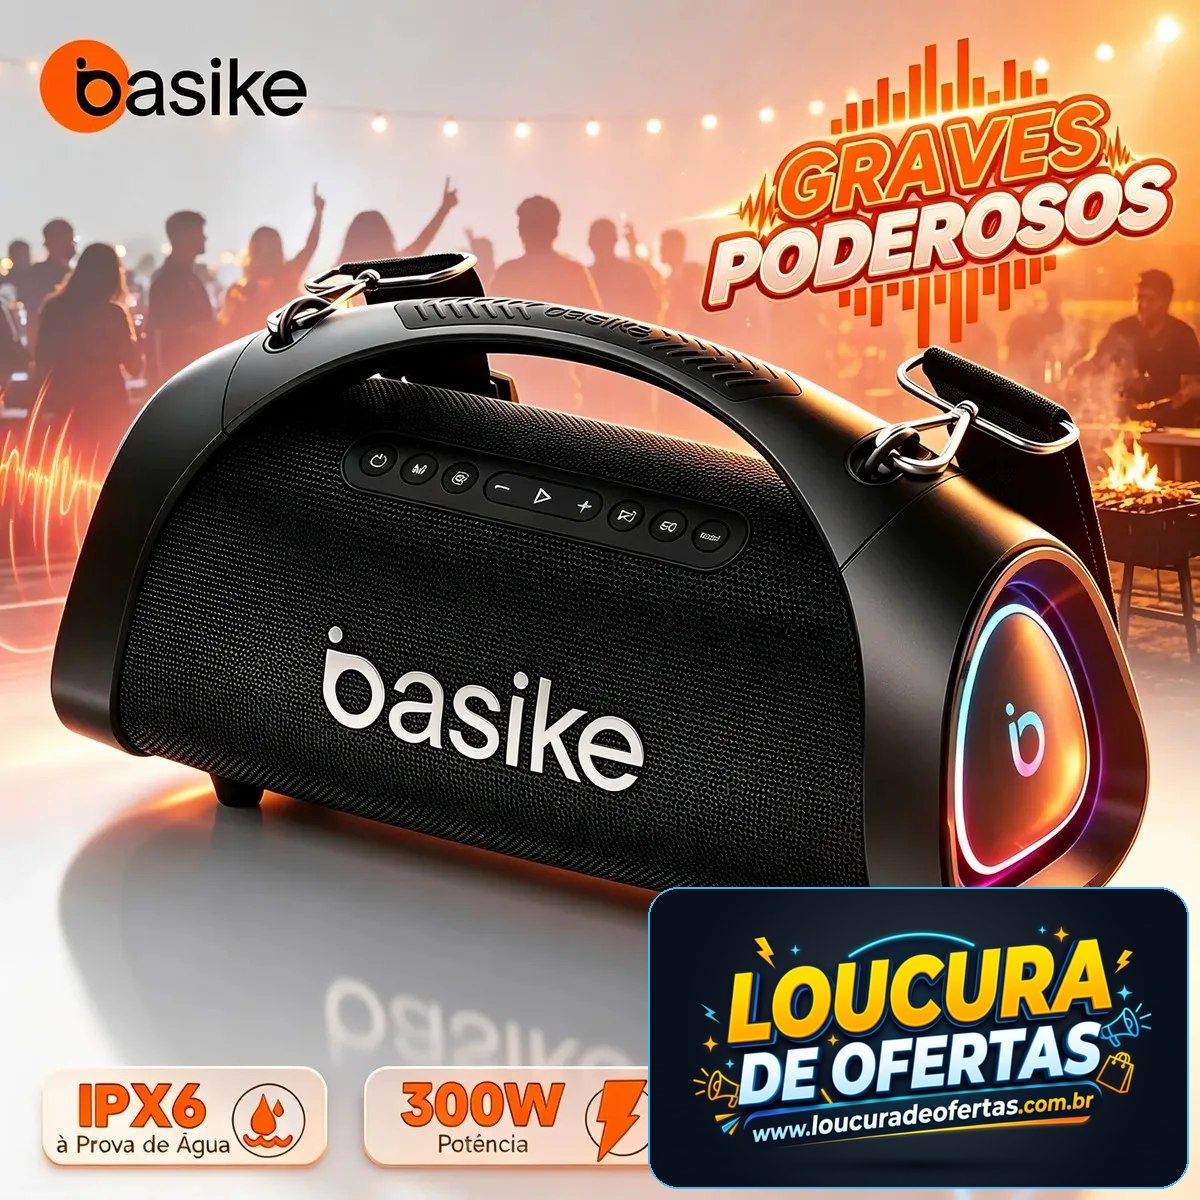 basike
GRAVES
PODEROSOS
basike
basike
IPX6
à Prova de Água
300W
Potência
LOUCURA
DE OFERTAS
www.loucuradeofertas.com.br